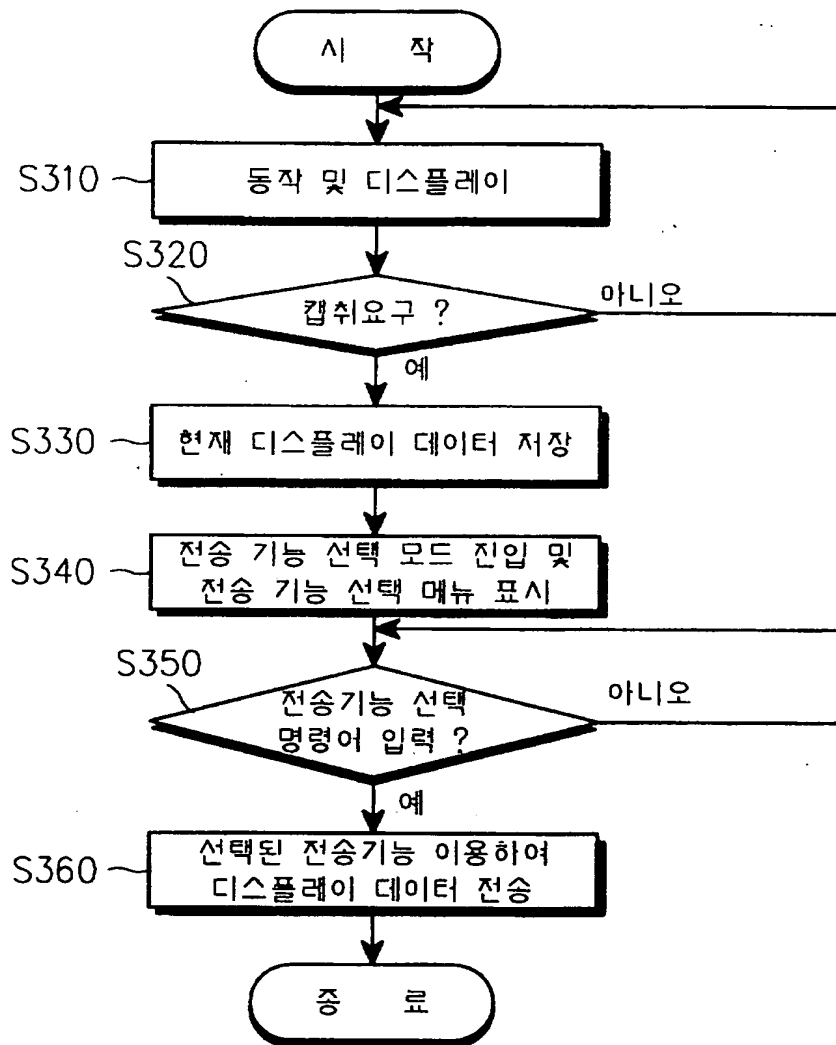 시 작
S310
동작 및 디스플레이
S320
캡취요구 ?
아니오
예
S330
현재 디스플레이 데이터 저장
S340
전송 기능 선택 모드 진입 및
전송 기능 선택 메뉴 표시
S350
전송기능 선택
명령어 입력 ?
아니오
예
S360
선택된 전송기능 이용하여
디스플레이 데이터 전송
종 료